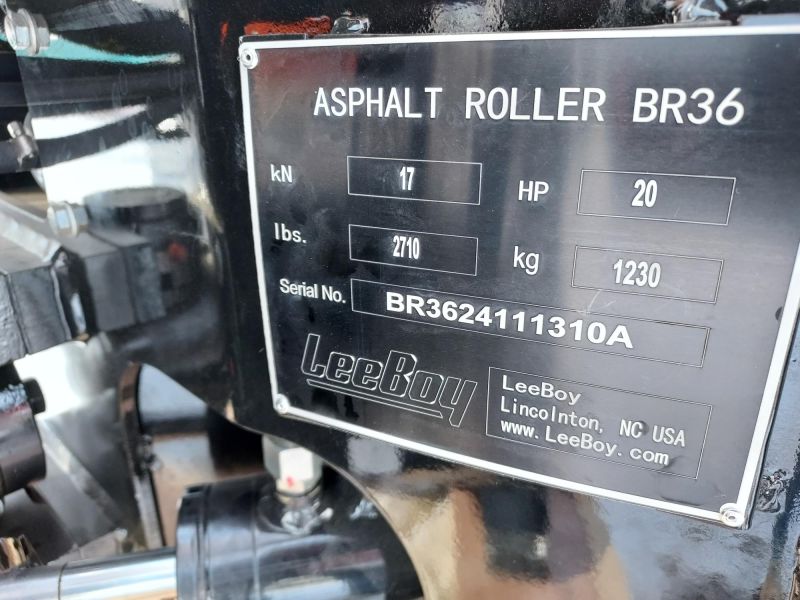 ASPHALT ROLLER BR36
kN 17 HP 20
lbs. 2710 kg 1230
Serial No. BR3624111310A
LeeBoy
LeeBoy
Lincolnton, NC USA
www.LeeBoy.com